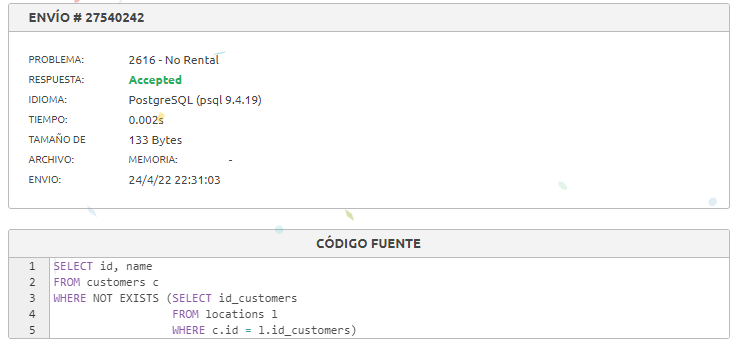 ENVÍO # 27540242
PROBLEMA: 2616 - No Rental
RESPUESTA: Accepted
IDIOMA: PostgreSQL (psql 9.4.19)
TIEMPO: 0.002s
TAMAÑO DE 133 Bytes
ARCHIVO: MEMORIA: -
ENVIO: 24/4/22 22:31:03
CÓDIGO FUENTE
1 SELECT id, name
2 FROM customers c
3 WHERE NOT EXISTS (SELECT id_customers
4 FROM locations l
5 WHERE c.id = l.id_customers)